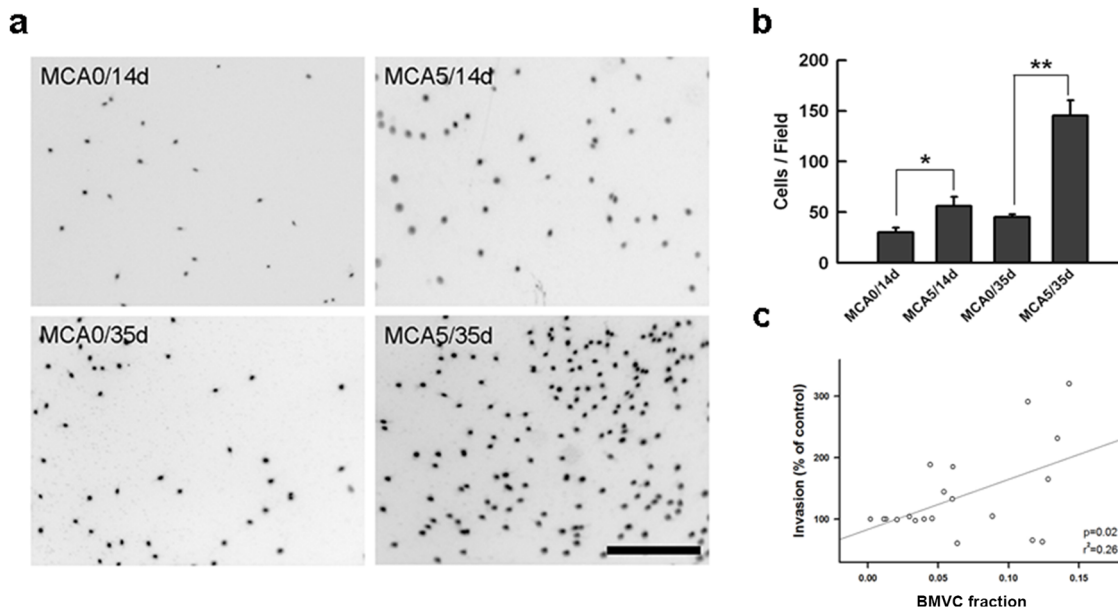 a
MCA0/14d
MCA5/14d
MCA0/35d
MCA5/35d
b
200
150
100
50
0
Cells / Field
*
**
MCA0/14d
MCA5/14d
MCA0/35d
MCA5/35d
c
300
200
100
Invasion (% of control)
p=0.02
r²=0.26
0.00 0.05 0.10 0.15
BMVC fraction